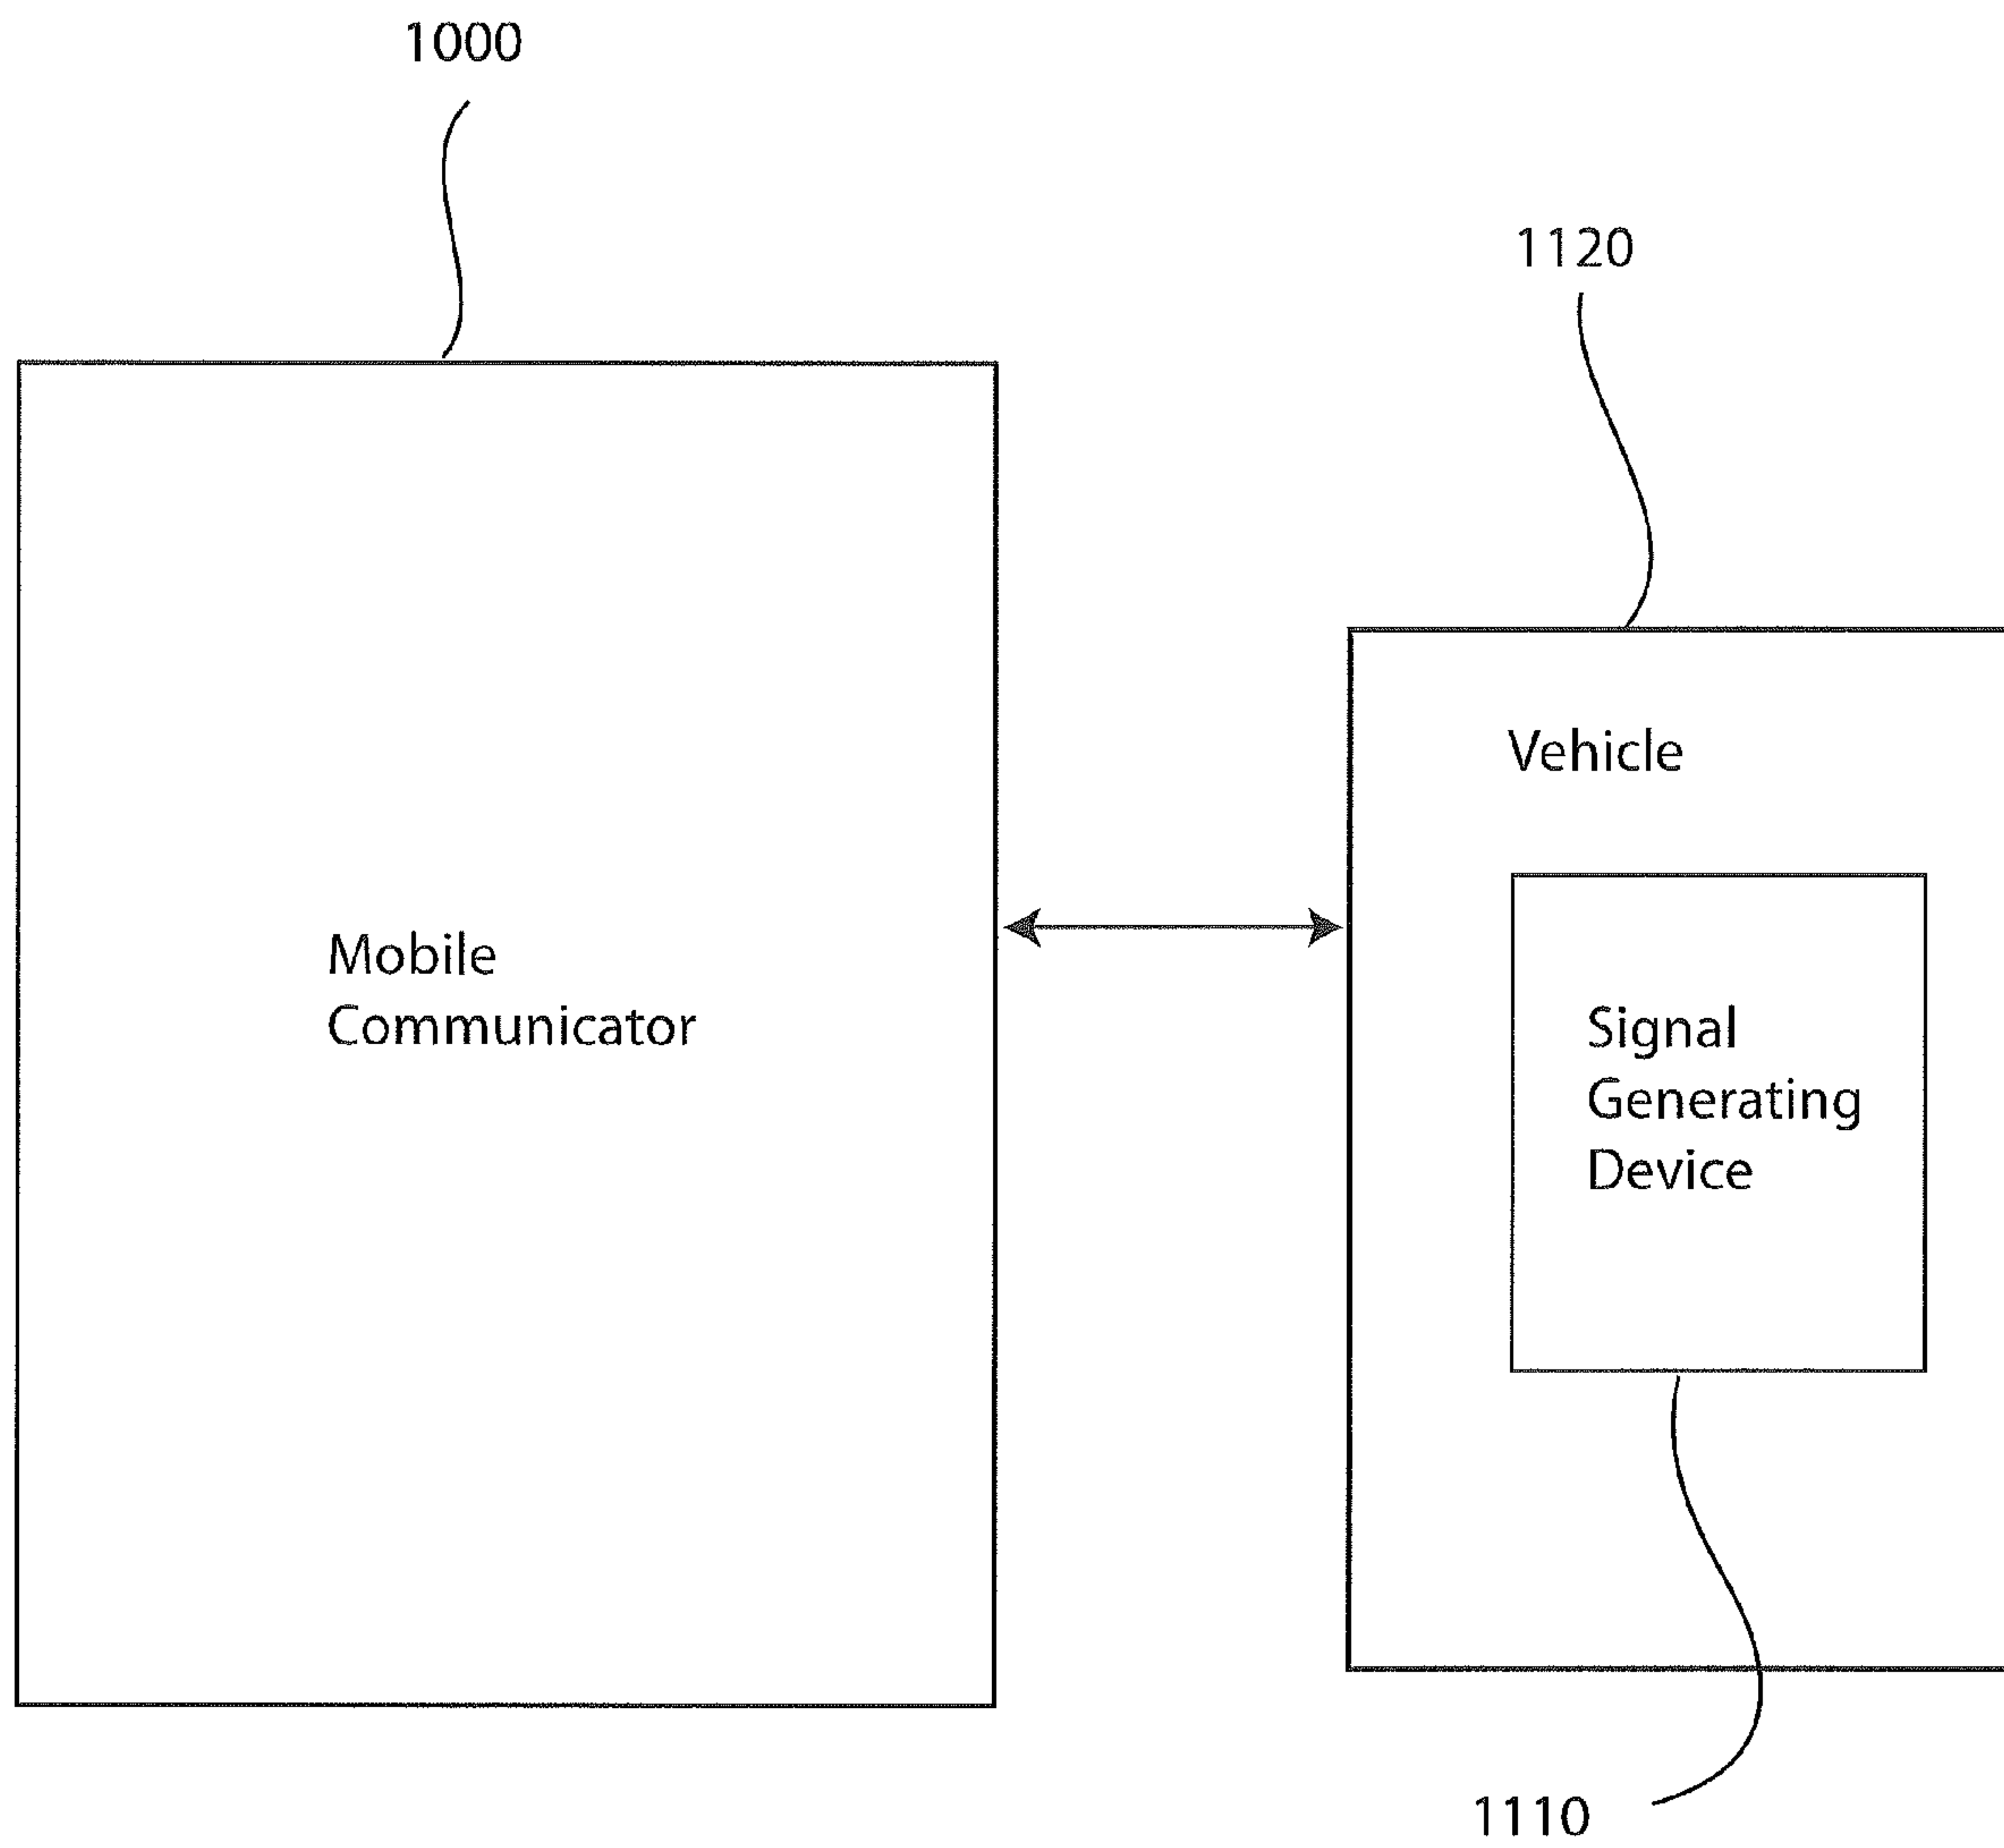 1000
1120
Vehicle
Mobile
Communicator
Signal
Generating
Device
1110